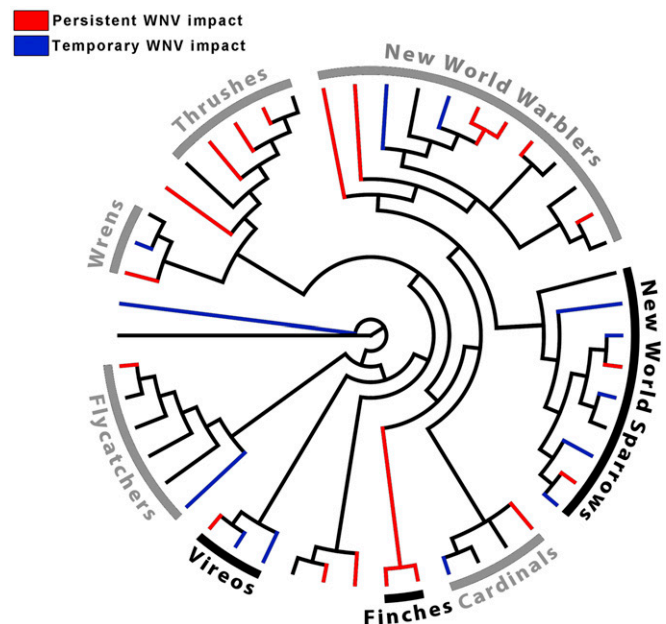 Persistent WNV impact
Temporary WNV impact
New World Warblers
Thrushes
Wrens
New World Sparrows
Flycatchers
Vireos
Finches
Cardinals